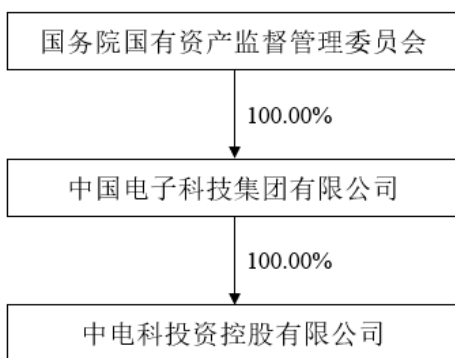 国务院国有资产监督管理委员会
100.00%
中国电子科技集团有限公司
100.00%
中电科投资控股有限公司